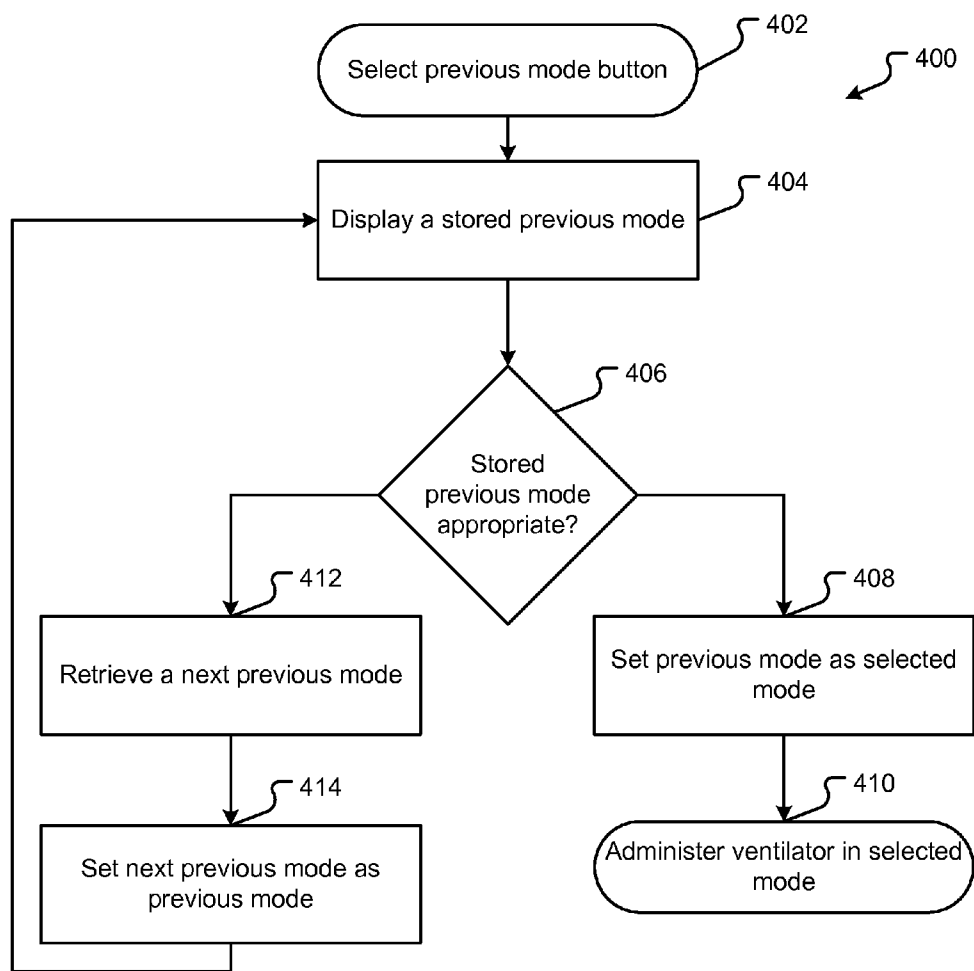 402
Select previous mode button
400
404
Display a stored previous mode
406
Stored
previous mode
appropriate?
412
Retrieve a next previous mode
408
Set previous mode as selected
mode
414
Set next previous mode as
previous mode
410
Administer ventilator in selected
mode